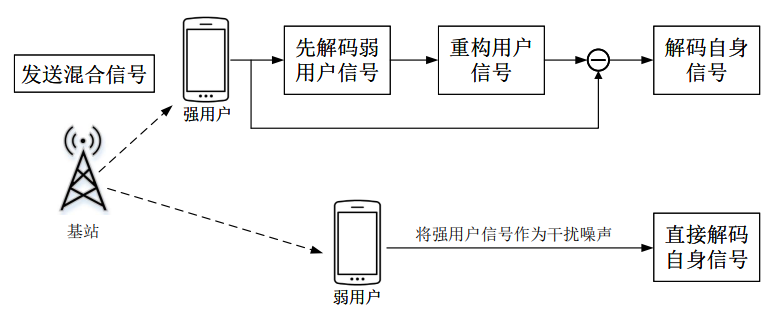 发送混合信号
强用户
先解码弱
用户信号
重构用户
信号
解码自身
信号
基站
弱用户
将强用户信号作为干扰噪声
直接解码
自身信号